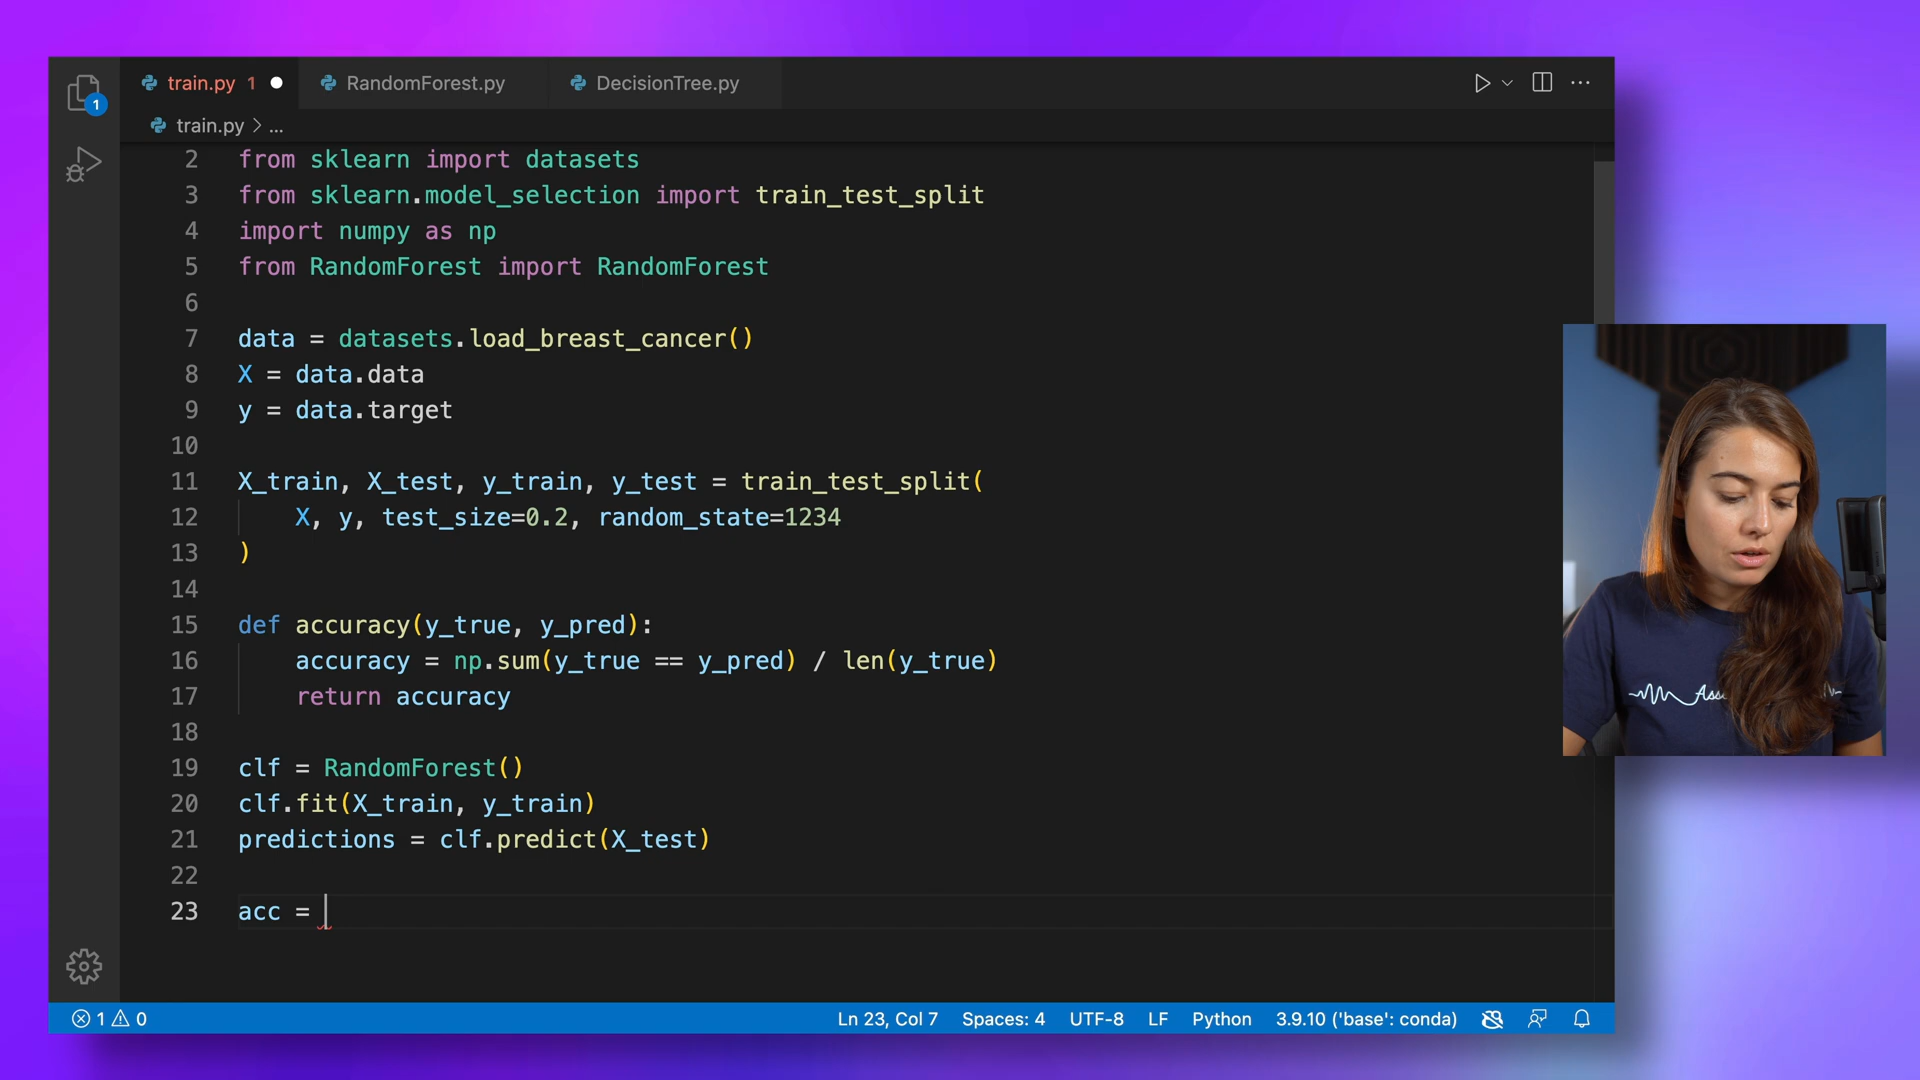 train.py 1 RandomForest.py DecisionTree.py
1
train.py > ...
2 from sklearn import datasets
3 from sklearn.model_selection import train_test_split
4 import numpy as np
5 from RandomForest import RandomForest
6
7 data = datasets.load_breast_cancer()
8 X = data.data
9 y = data.target
10
11 X_train, X_test, y_train, y_test = train_test_split(
12 X, y, test_size=0.2, random_state=1234
13 )
14
15 def accuracy(y_true, y_pred):
16 accuracy = np.sum(y_true == y_pred) / len(y_true)
17 return accuracy
18
19 clf = RandomForest()
20 clf.fit(X_train, y_train)
21 predictions = clf.predict(X_test)
22
23 acc =
1 0 Ln 23, Col 7 Spaces: 4 UTF-8 LF Python 3.9.10 ('base': conda)